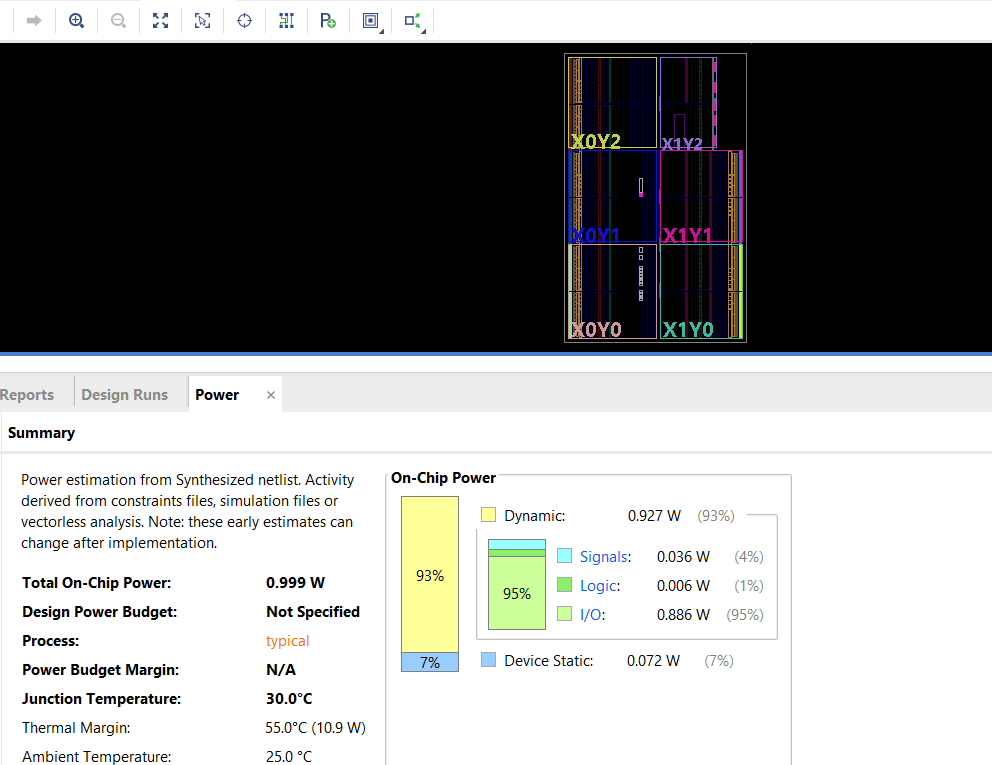 X0Y2
X1Y2
X0Y1
X1Y1
X0Y0
X1Y0
Reports
Design Runs
Power
Summary
Power estimation from Synthesized netlist. Activity
derived from constraints files, simulation files or
vectorless analysis. Note: these early estimates can
change after implementation.
Total On-Chip Power: 0.999 W
Design Power Budget: Not Specified
Process: typical
Power Budget Margin: N/A
Junction Temperature: 30.0°C
Thermal Margin: 55.0°C (10.9 W)
Ambient Temperature: 25.0 °C
On-Chip Power
93%
7%
Dynamic: 0.927 W (93%)
95%
Signals: 0.036 W (4%)
Logic: 0.006 W (1%)
I/O: 0.886 W (95%)
Device Static: 0.072 W (7%)